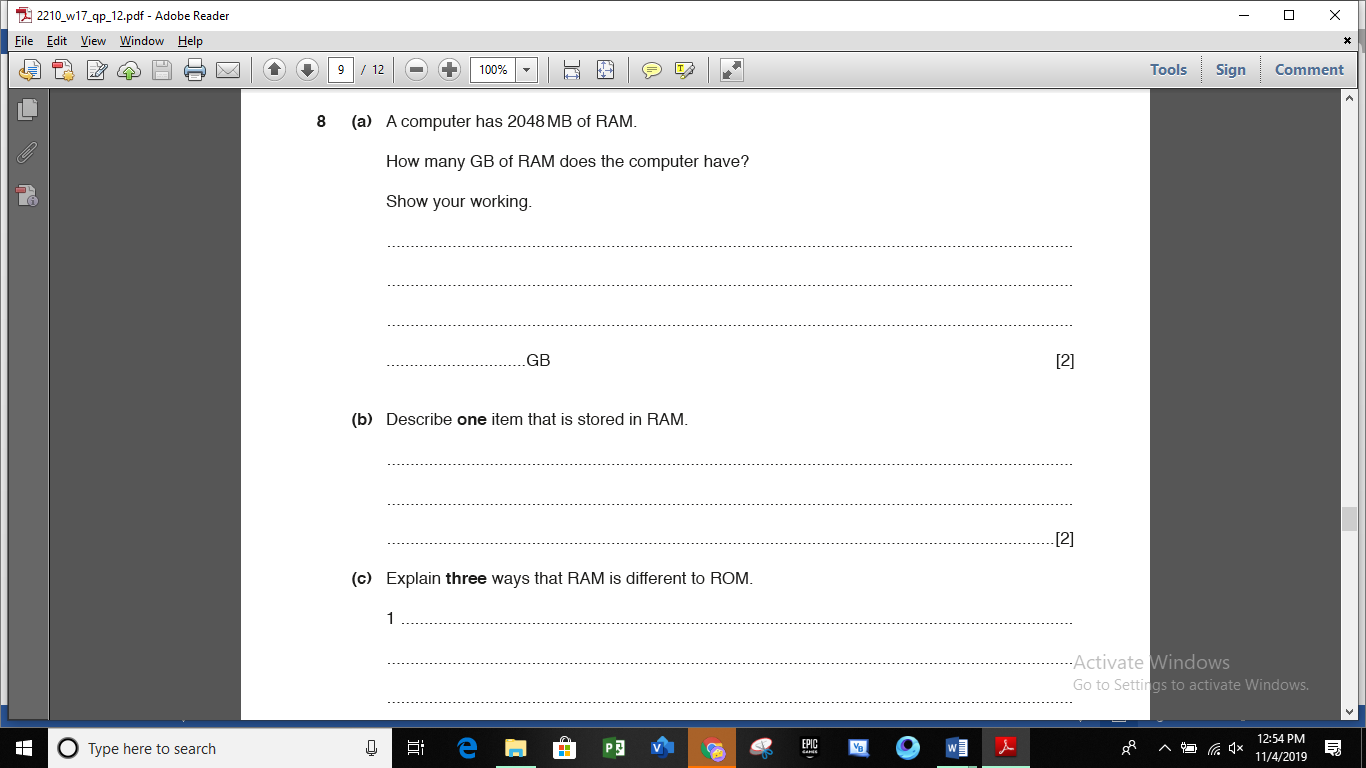 2210_w17_qp_12.pdf - Adobe Reader
File Edit View Window Help
9 / 12 100% Tools Sign Comment
8 (a) A computer has 2048 MB of RAM.
How many GB of RAM does the computer have?
Show your working.
..............................GB [2]
(b) Describe one item that is stored in RAM.
[2]
(c) Explain three ways that RAM is different to ROM.
1
Activate Windows
Go to Settings to activate Windows.
Type here to search
EPIC GAMES
12:54 PM
11/4/2019